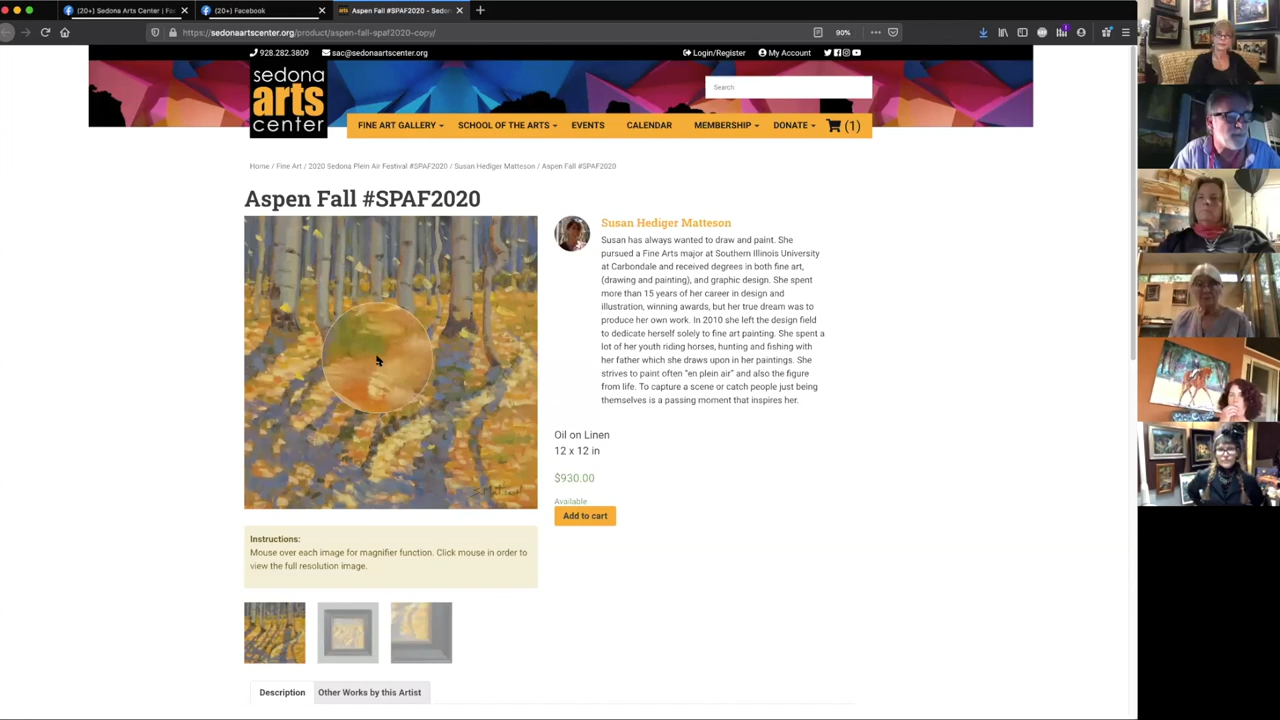 (20+) Sedona Arts Center | Fac
(20+) Facebook
Aspen Fall #SPAF2020 - Sedon
https://sedonaartscenter.org/product/aspen-fall-spaf2020-copy/
90%
928.282.3809
sac@sedonaartscenter.org
Login/Register
My Account
sedona
arts
center
Search
FINE ART GALLERY
SCHOOL OF THE ARTS
EVENTS
CALENDAR
MEMBERSHIP
DONATE
(1)
Home / Fine Art / 2020 Sedona Plein Air Festival #SPAF2020 / Susan Hediger Matteson / Aspen Fall #SPAF2020
Aspen Fall #SPAF2020
Susan Hediger Matteson
Susan has always wanted to draw and paint. She
pursued a Fine Arts major at Southern Illinois University
at Carbondale and received degrees in both fine art,
(drawing and painting), and graphic design. She spent
more than 15 years of her career in design and
illustration, winning awards, but her true dream was to
produce her own work. In 2010 she left the design field
to dedicate herself solely to fine art painting. She spent a
lot of her youth riding horses, hunting and fishing with
her father which she draws upon in her paintings. She
strives to paint often "en plein air" and also the figure
from life. To capture a scene or catch people just being
themselves is a passing moment that inspires her.
Oil on Linen
12 x 12 in
$930.00
Available
Add to cart
Instructions:
Mouse over each image for magnifier function. Click mouse in order to
view the full resolution image.
Description
Other Works by this Artist